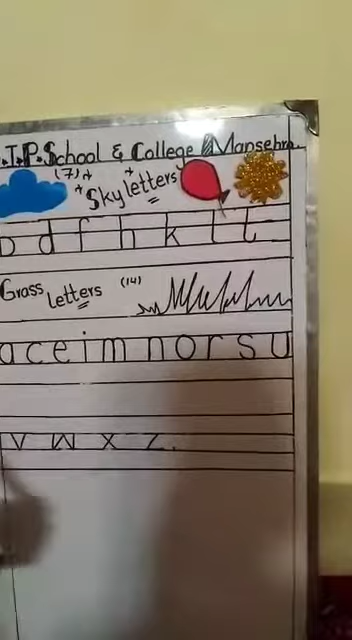 .T.P. School & College Mansehra.
(7)
Sky letters
b d f h k l t
Grass letters (14)
a c e i m n o r s u
v w x z.